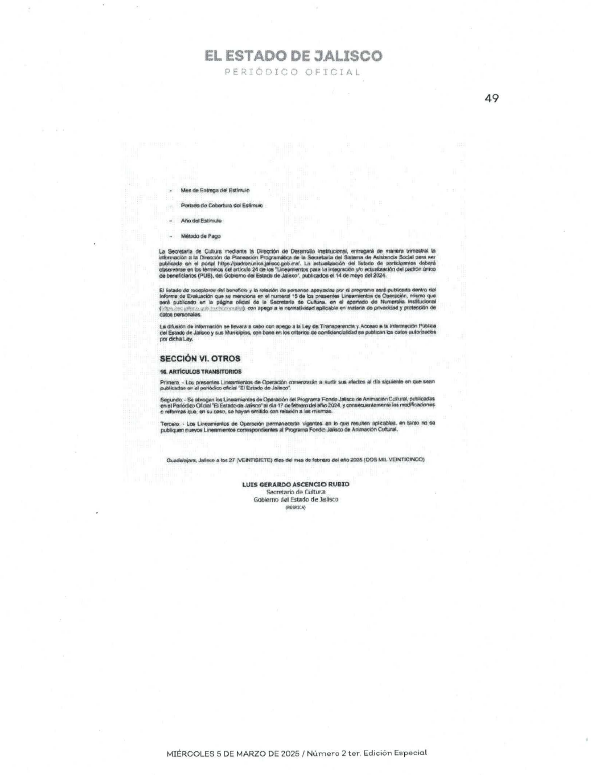 EL ESTADO DE JALISCO
PERIÓDICO OFICIAL
49
- Mes de Entrega del Estímulo
- Periodo de Cobertura del Estímulo
- Año del Estímulo
- Método de Pago
La Secretaría de Cultura mediante la Dirección de Desarrollo Institucional, entregará de manera trimestral la
información a la Dirección de Planeación Programática de la Secretaría del Sistema de Asistencia Social para ser
publicada en el portal https://padronunico.jalisco.gob.mx/. La actualización del listado de participantes deberá
observarse en los términos del artículo 24 de los "Lineamientos para la integración y/o actualización del padrón único
de beneficiarios (PUB), del Gobierno del Estado de Jalisco", publicados el 14 de mayo del 2024.
El listado de receptores del beneficio y la relación de personas apoyadas por el programa será publicada dentro del
Informe de Evaluación que se menciona en el numeral 15 de los presentes Lineamientos de Operación, mismo que
será publicado en la página oficial de la Secretaría de Cultura, en el apartado de Numeralia Institucional
con apego a la normatividad aplicable en materia de privacidad y protección de
datos personales.
La difusión de información se llevará a cabo con apego a la Ley de Transparencia y Acceso a la Información Pública
del Estado de Jalisco y sus Municipios, con base en los criterios de confidencialidad se publican los datos autorizados
por dicha Ley.
SECCIÓN VI. OTROS
16. ARTÍCULOS TRANSITORIOS
Primero. - Los presentes Lineamientos de Operación comenzarán a surtir sus efectos al día siguiente en que sean
publicadas en el periódico oficial "El Estado de Jalisco".
Segundo. - Se abrogan los Lineamientos de Operación del Programa Fondo Jalisco de Animación Cultural, publicadas
en el Periódico Oficial "El Estado de Jalisco" el día 17 de febrero del año 2024, y consecuentemente las modificaciones
o reformas que, en su caso, se hayan emitido con relación a las mismas.
Tercero. - Los Lineamientos de Operación permanecerán vigentes, en lo que resulten aplicables, en tanto no se
publiquen nuevos Lineamientos correspondientes al Programa Fondo Jalisco de Animación Cultural.
Guadalajara, Jalisco a los 27 (VEINTISIETE) días del mes de febrero del año 2025 (DOS MIL VEINTICINCO)
LUIS GERARDO ASCENCIO RUBIO
Secretario de Cultura
Gobierno del Estado de Jalisco
(RÚBRICA)
MIÉRCOLES 5 DE MARZO DE 2025 / Número 2 ter. Edición Especial